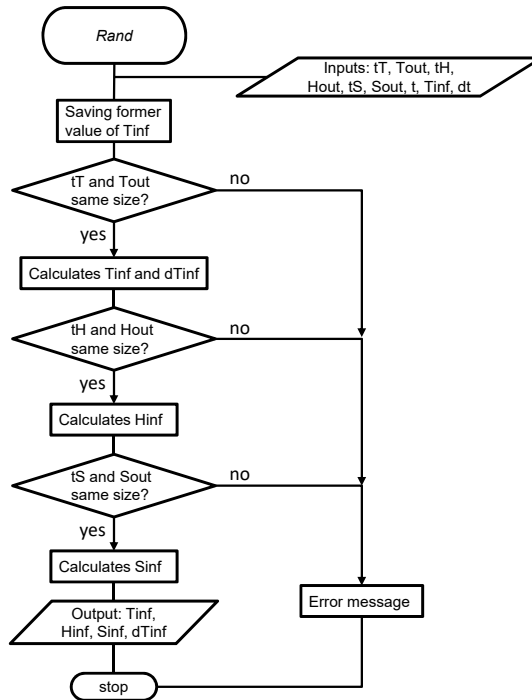 Rand
Inputs: tT, Tout, tH,
Hout, tS, Sout, t, Tinf, dt
Saving former
value of Tinf
tT and Tout
same size?
no
yes
Calculates Tinf and dTinf
tH and Hout
same size?
no
yes
Calculates Hinf
tS and Sout
same size?
no
yes
Calculates Sinf
Output: Tinf,
Hinf, Sinf, dTinf
Error message
stop